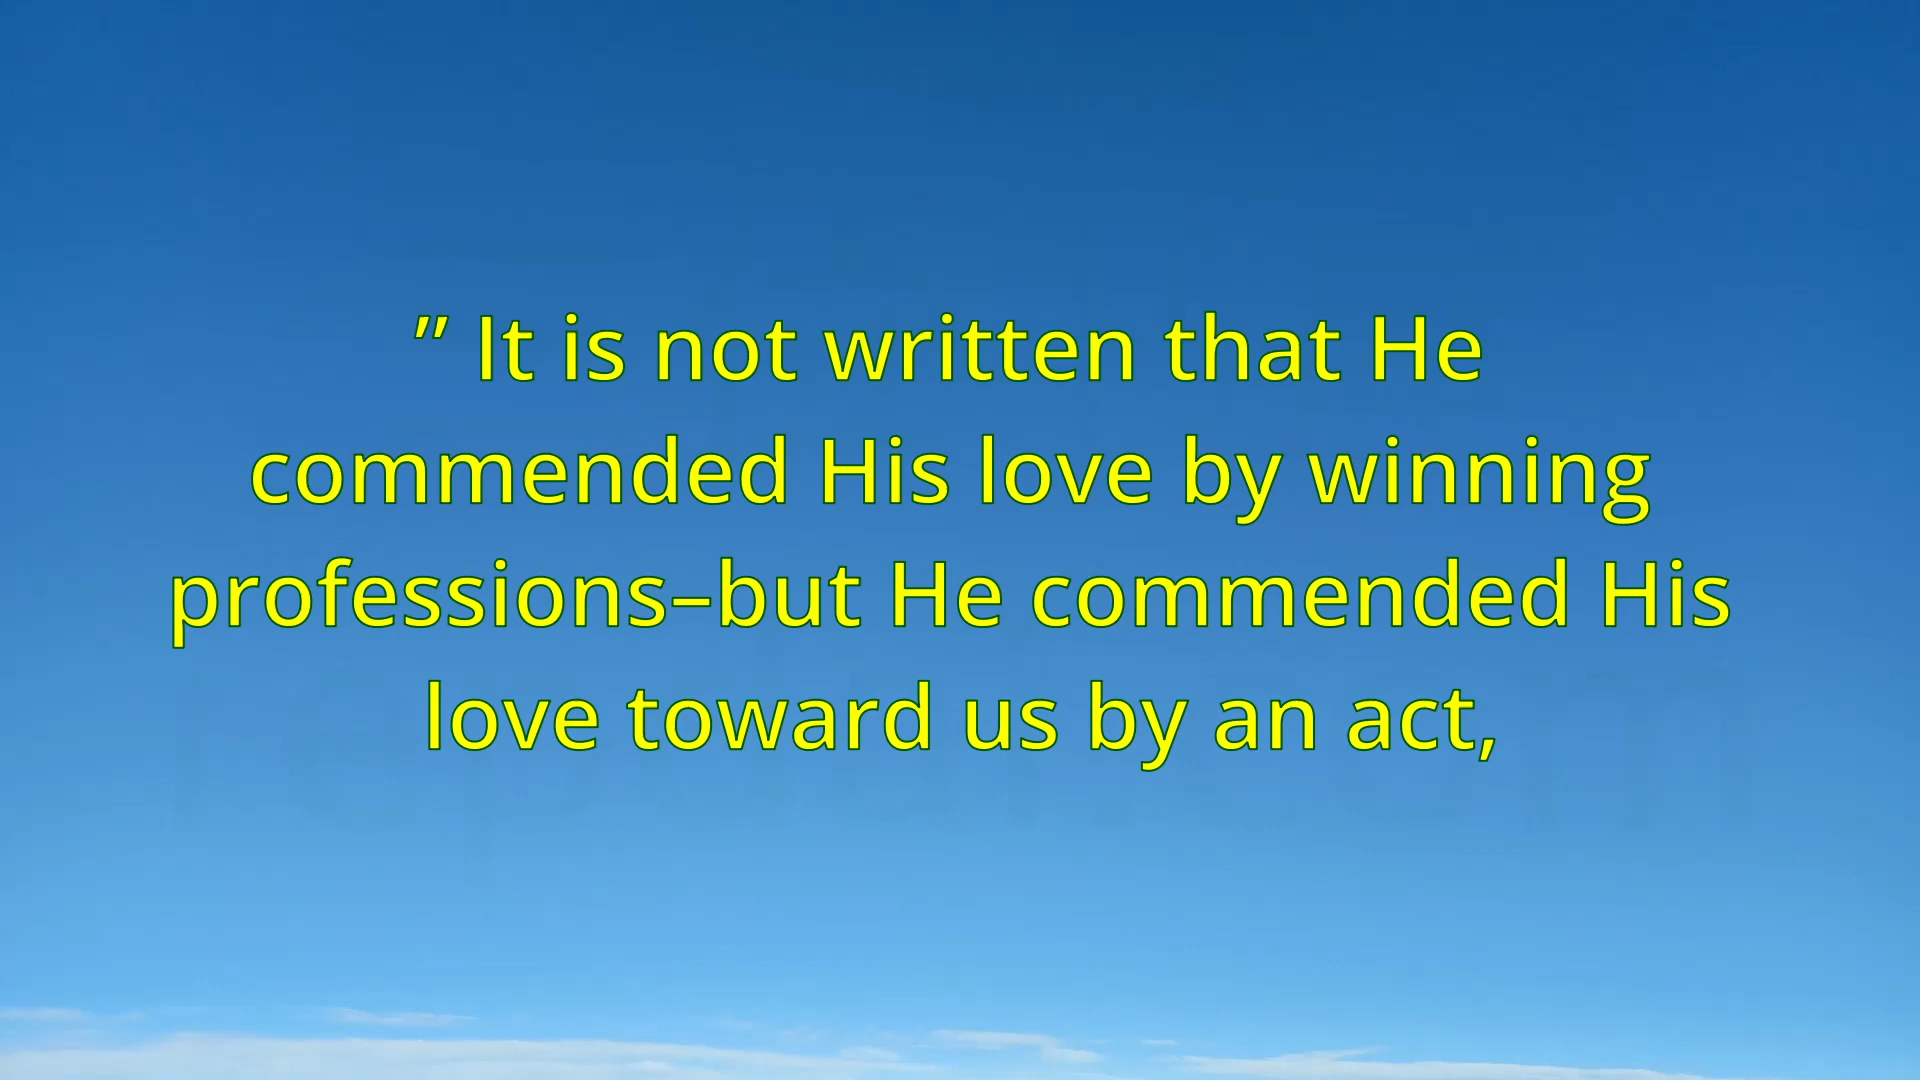 ” It is not written that He
commended His love by winning
professions–but He commended His
love toward us by an act,